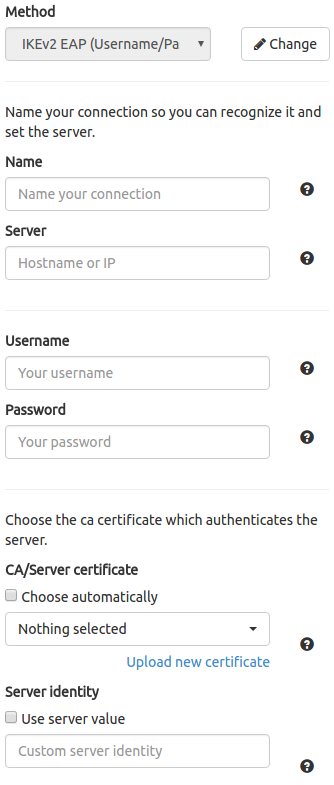 Method
IKEv2 EAP (Username/Pa
Change
Name your connection so you can recognize it and
set the server.
Name
Name your connection
Server
Hostname or IP
Username
Your username
Password
Your password
Choose the ca certificate which authenticates the
server.
CA/Server certificate
Choose automatically
Nothing selected
Upload new certificate
Server identity
Use server value
Custom server identity